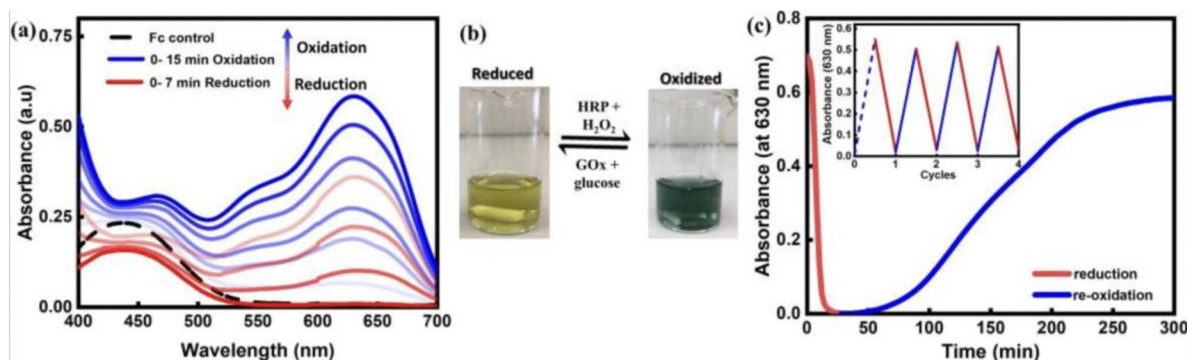 (a)
Absorbance (a.u)
0.75
0.50
0.25
0.00
Fc control
0- 15 min Oxidation
0- 7 min Reduction
Oxidation
Reduction
400 450 500 550 600 650 700
Wavelength (nm)
(b)
Reduced
Oxidized
HRP +
H2O2
GOx +
glucose
(c)
Absorbance (at 630 nm)
0.8
0.6
0.4
0.2
0.0
Absorbance (630 nm)
0.6
0.5
0.4
0.3
0.2
0.1
0.0
0 1 2 3 4
Cycles
reduction
re-oxidation
0 50 100 150 200 250 300
Time (min)